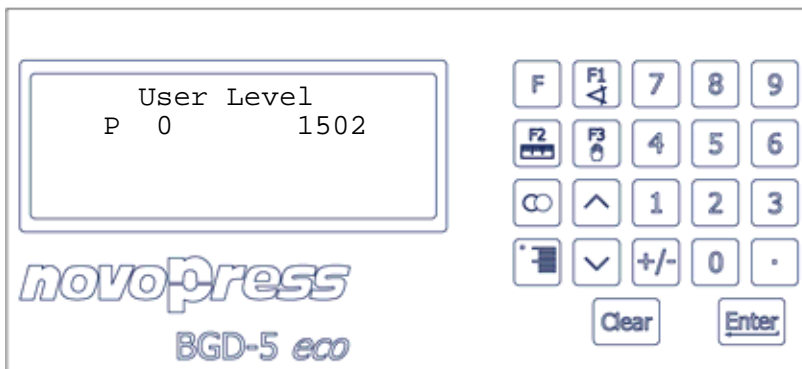 User Level
P 0 1502
novopress
BGD-5 eco
F F1 7 8 9
F2 F3 4 5 6
1 2 3
+/- 0 .
Clear Enter